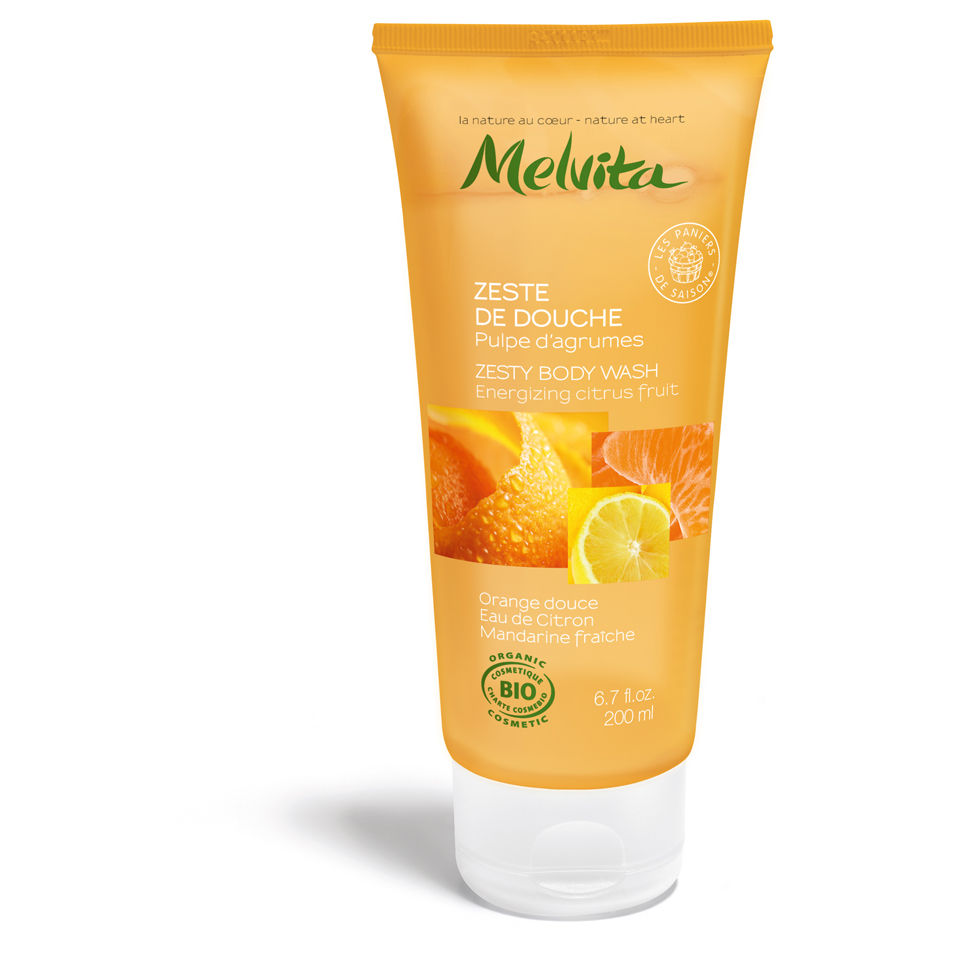 la nature au cœur - nature at heart
Melvita
LES PANIERS
DE SAISON®
ZESTE
DE DOUCHE
Pulpe d'agrumes
ZESTY BODY WASH
Energizing citrus fruit
Orange douce
Eau de Citron
Mandarine fraîche
ORGANIC
COSMETIQUE
BIO
CHARTE COSMEBIO
COSMETIC
6.7 fl.oz.
200 ml